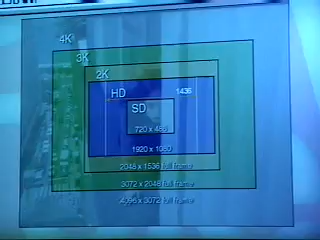 4K
3K
2K
HD
1436
SD
720 x 486
1920 x 1080
2048 x 1536 full frame
3072 x 2048 full frame
4096 x 3072 full frame